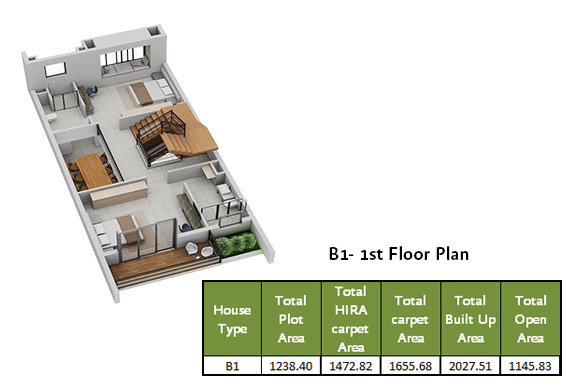 B1- 1st Floor Plan
House Type Total Plot Area Total HIRA carpet Area Total carpet Area Total Built Up Area Total Open Area
B1 1238.40 1472.82 1655.68 2027.51 1145.83